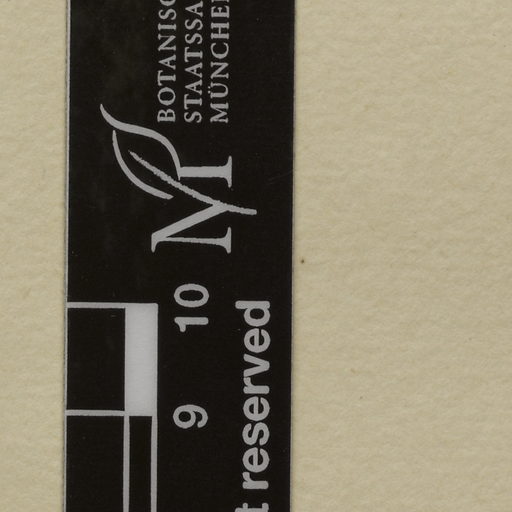 BOTANISC
STAATSSA
MÜNCHE
10
9
t reserved